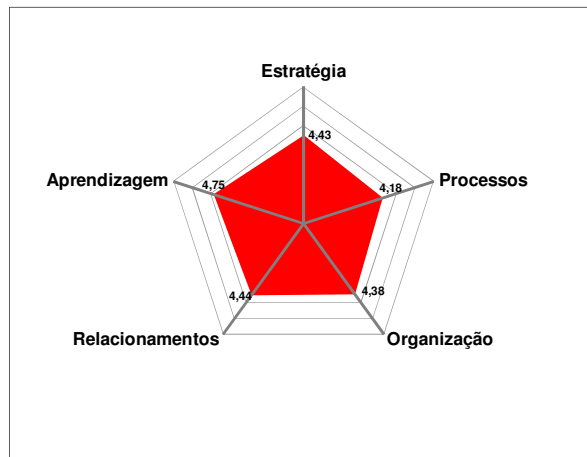 Estratégia
4,43
Aprendizagem
4,75
4,18
Processos
4,44
4,38
Relacionamentos
Organização